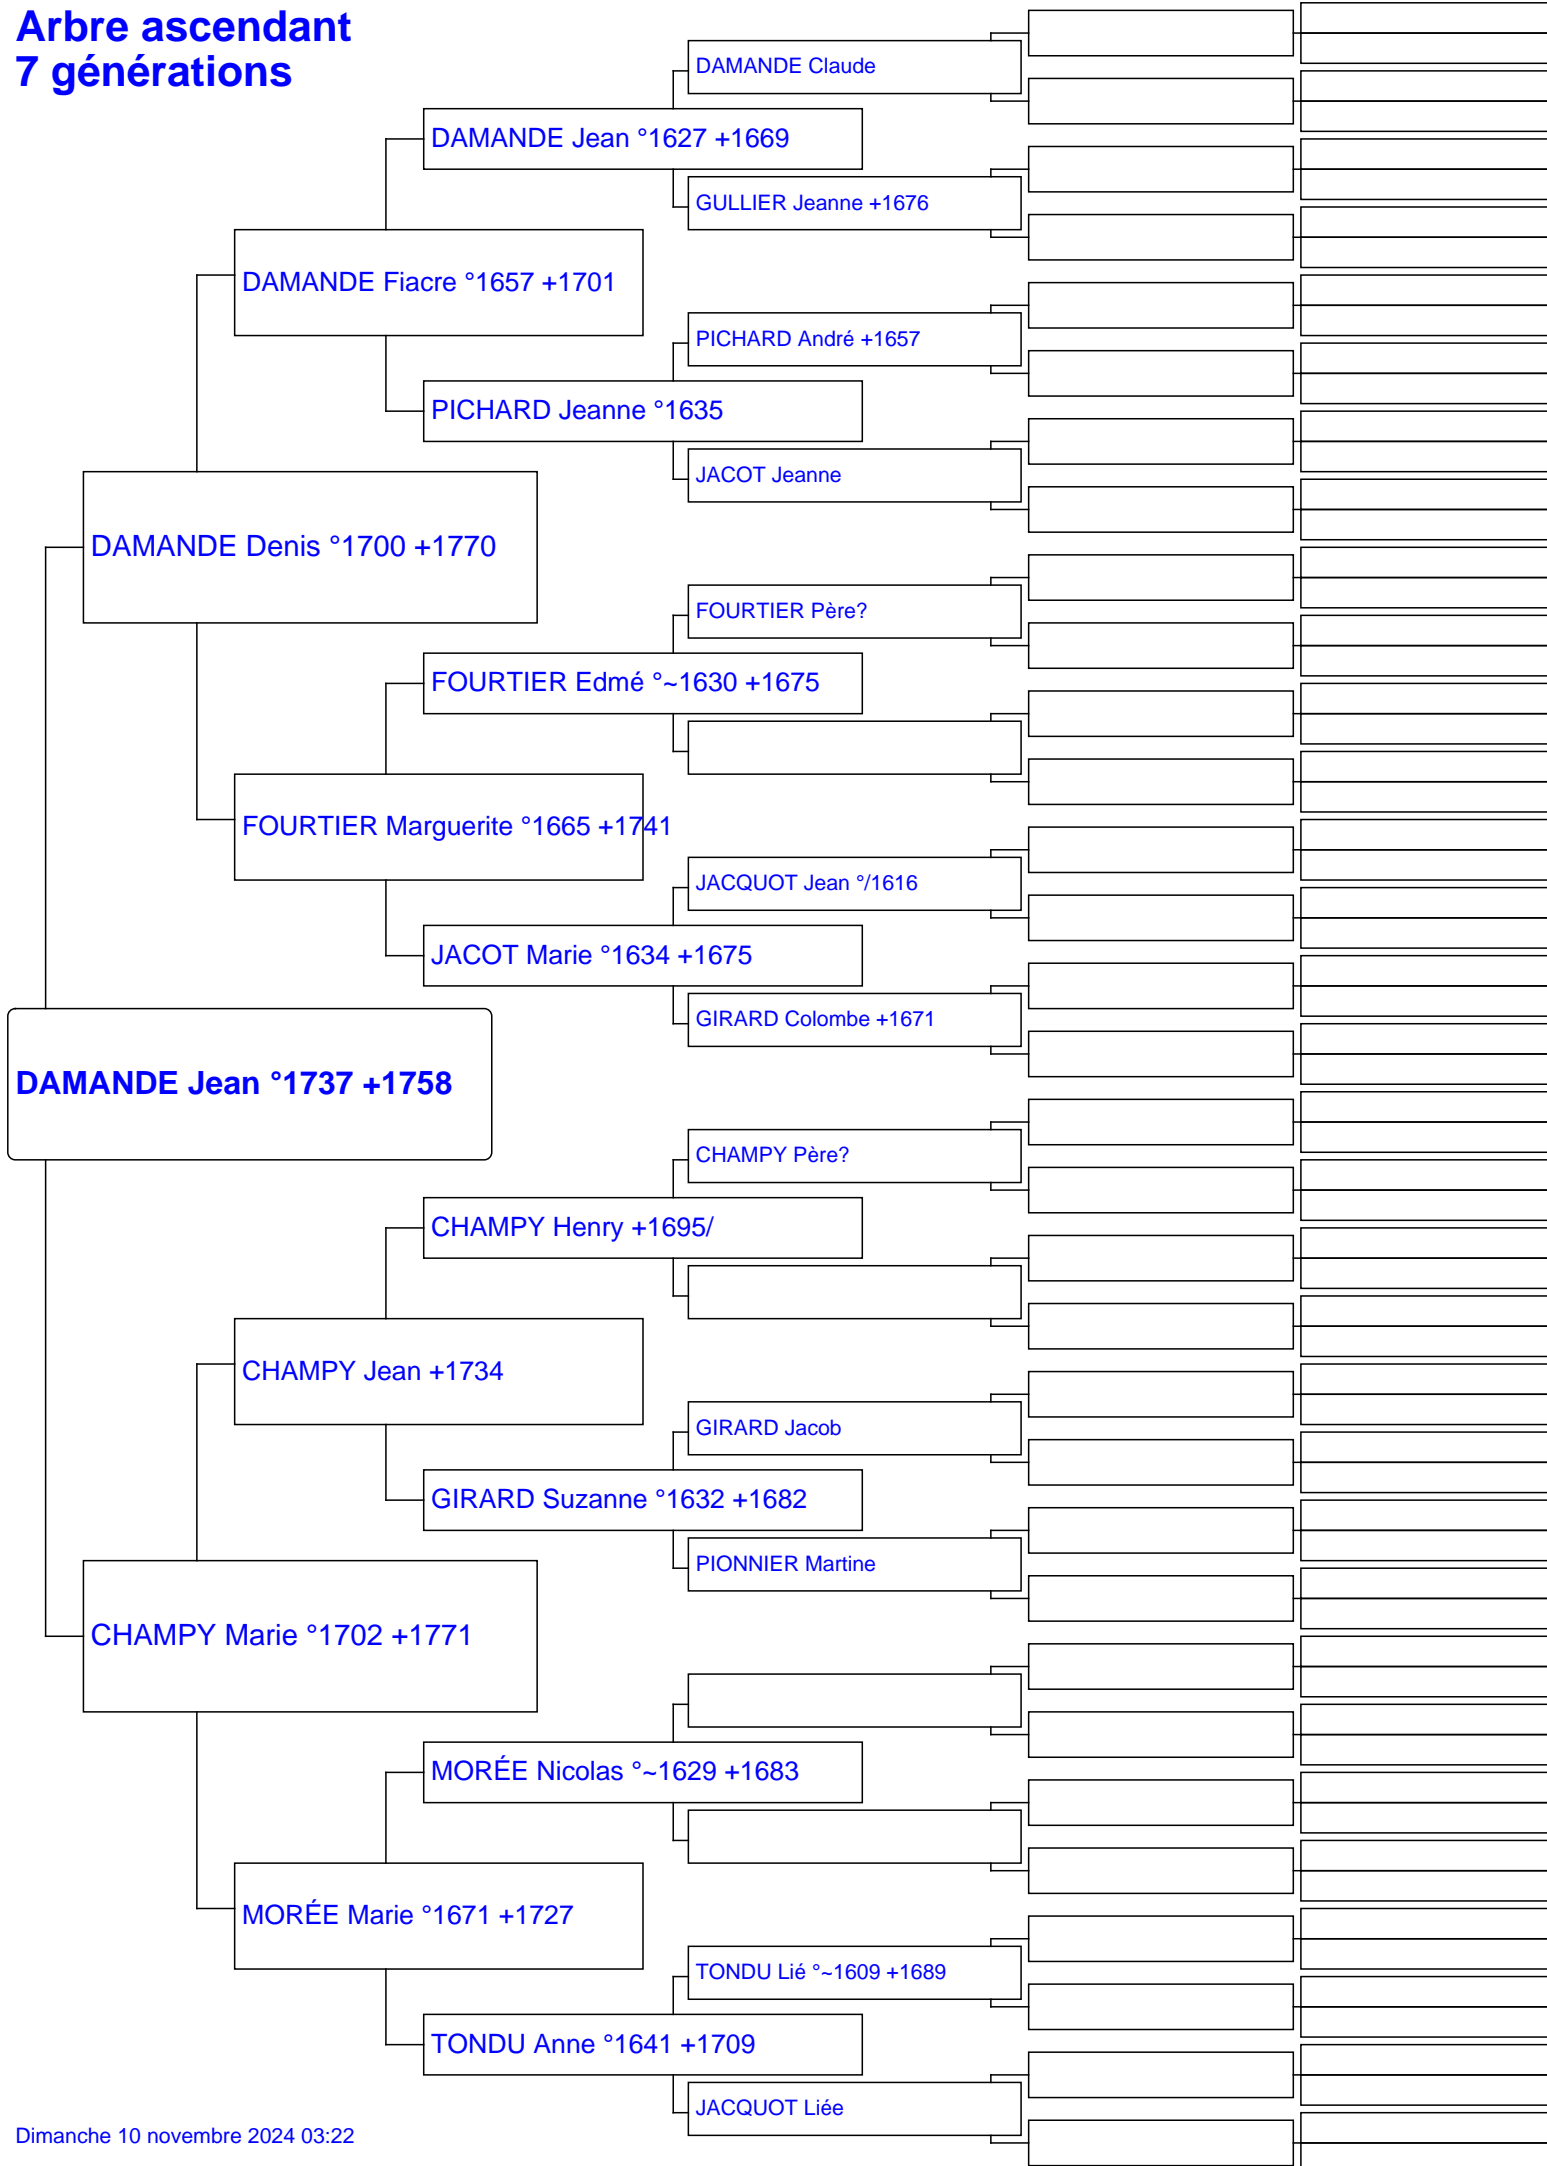 Arbre ascendant
7 générations
DAMANDE Claude
DAMANDE Jean °1627 +1669
GULLIER Jeanne +1676
DAMANDE Fiacre °1657 +1701
PICHARD André +1657
PICHARD Jeanne °1635
JACOT Jeanne
DAMANDE Denis °1700 +1770
FOURTIER Père?
FOURTIER Edmé °~1630 +1675
FOURTIER Marguerite °1665 +1741
JACQUOT Jean °/1616
JACOT Marie °1634 +1675
GIRARD Colombe +1671
DAMANDE Jean °1737 +1758
CHAMPY Père?
CHAMPY Henry +1695/
CHAMPY Jean +1734
GIRARD Jacob
GIRARD Suzanne °1632 +1682
PIONNIER Martine
CHAMPY Marie °1702 +1771
MORÉE Nicolas °~1629 +1683
MORÉE Marie °1671 +1727
TONDU Lié °~1609 +1689
TONDU Anne °1641 +1709
JACQUOT Liée
Dimanche 10 novembre 2024 03:22